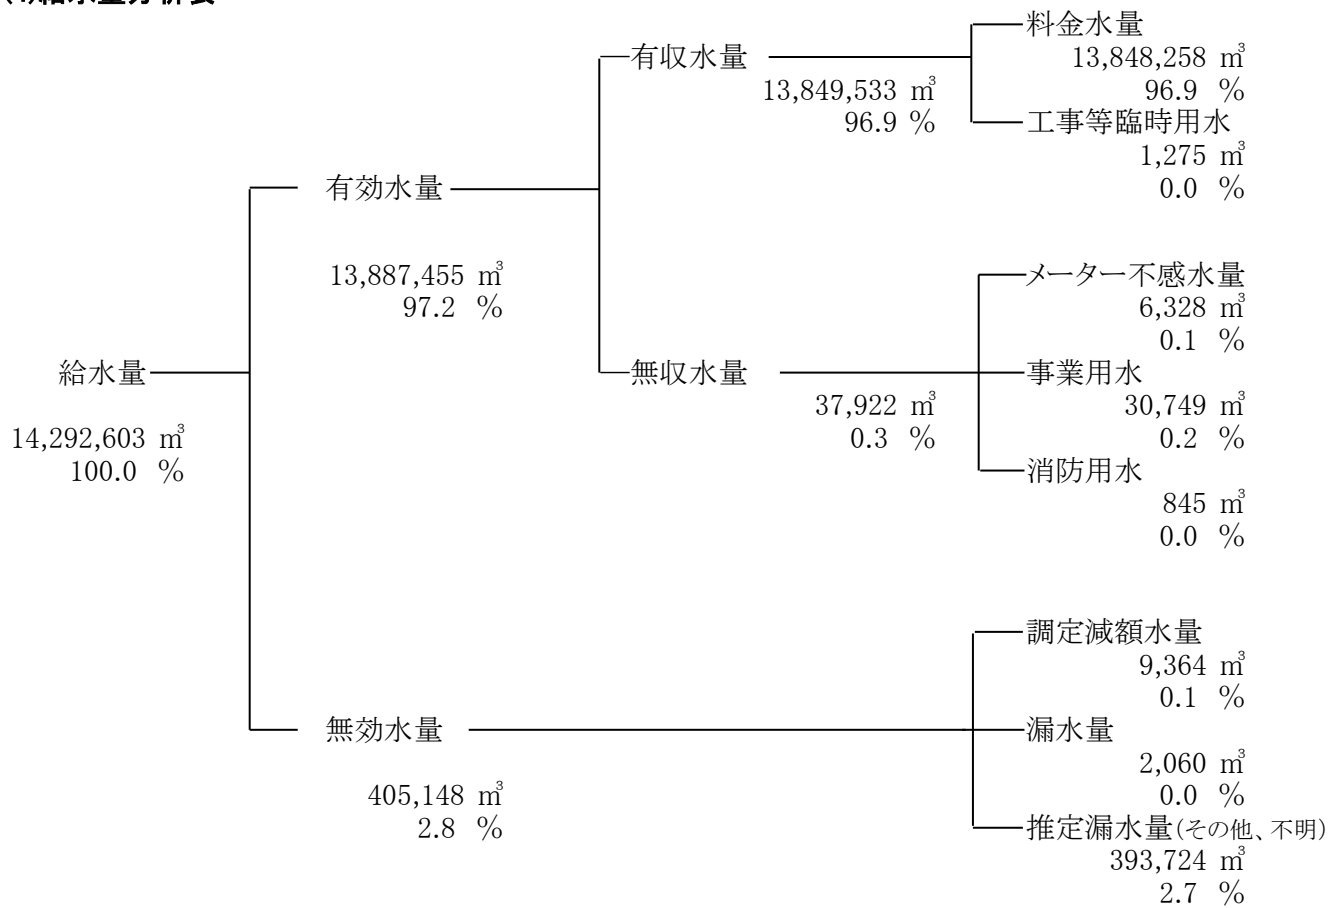 料金水量
13,848,258 ㎥
96.9 %
有収水量
13,849,533 ㎥
96.9 %
工事等臨時用水
1,275 ㎥
0.0 %
有効水量
13,887,455 ㎥
97.2 %
メーター不感水量
6,328 ㎥
0.1 %
給水量
14,292,603 ㎥
100.0 %
無収水量
37,922 ㎥
0.3 %
事業用水
30,749 ㎥
0.2 %
消防用水
845 ㎥
0.0 %
調定減額水量
9,364 ㎥
0.1 %
無効水量
405,148 ㎥
2.8 %
漏水量
2,060 ㎥
0.0 %
推定漏水量(その他、不明)
393,724 ㎥
2.7 %